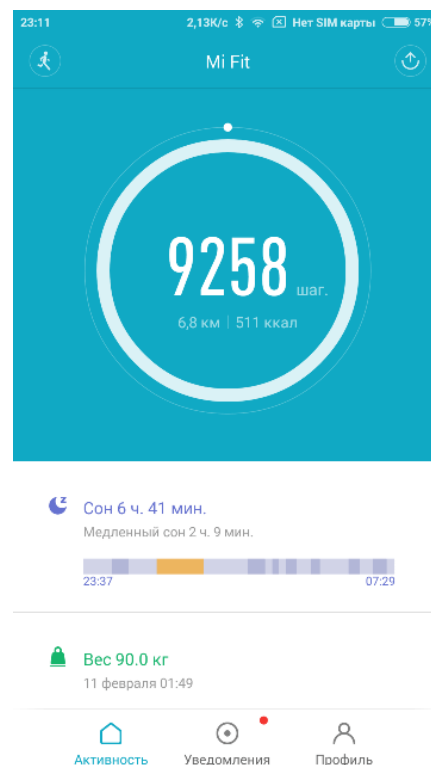 23:11 2,13K/c Нет SIM карты 57%
Mi Fit
9258 шаг.
6,8 км | 511 ккал
Сон 6 ч. 41 мин.
Медленный сон 2 ч. 9 мин.
23:37 07:29
Вес 90.0 кг
11 февраля 01:49
Активность Уведомления Профиль